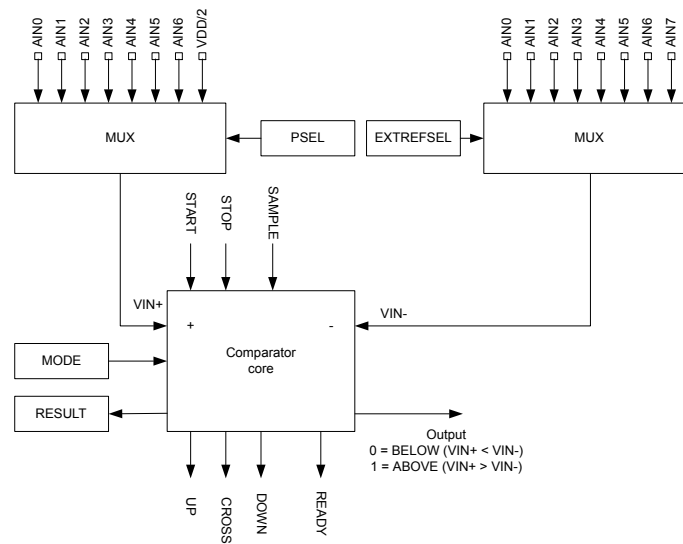 AIN0
AIN1
AIN2
AIN3
AIN4
AIN5
AIN6
VDD/2
AIN0
AIN1
AIN2
AIN3
AIN4
AIN5
AIN6
AIN7
MUX
PSEL
EXTREFSEL
MUX
START
STOP
SAMPLE
VIN+
VIN-
+
-
Comparator
core
MODE
RESULT
Output
0 = BELOW (VIN+ < VIN-)
1 = ABOVE (VIN+ > VIN-)
UP
CROSS
DOWN
READY